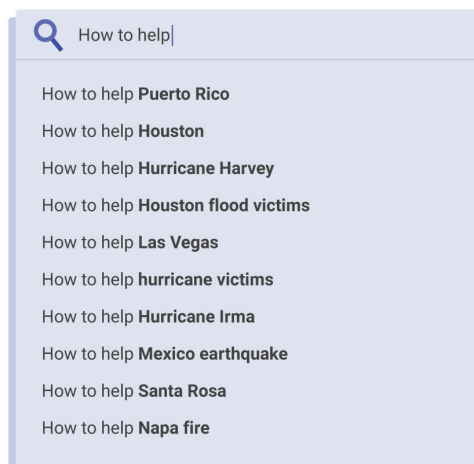 How to help
How to help Puerto Rico
How to help Houston
How to help Hurricane Harvey
How to help Houston flood victims
How to help Las Vegas
How to help hurricane victims
How to help Hurricane Irma
How to help Mexico earthquake
How to help Santa Rosa
How to help Napa fire